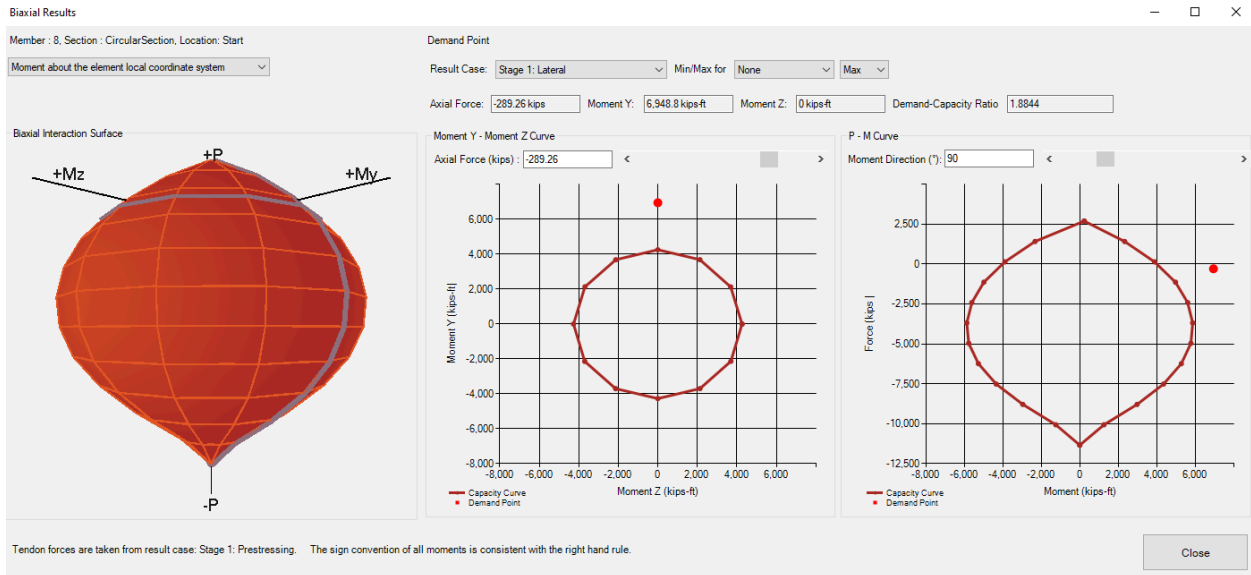 Biaxial Results
Member : 8, Section : CircularSection, Location: Start
Moment about the element local coordinate system
Demand Point
Result Case: Stage 1: Lateral Min/Max for None Max
Axial Force: -289.26 kips Moment Y: 6,948.8 kips-ft Moment Z: 0 kips-ft Demand-Capacity Ratio 1.8844
Biaxial Interaction Surface
+P
+Mz
+My
-P
Moment Y - Moment Z Curve
Axial Force (kips) : -289.26
6,000
4,000
2,000
0
-2,000
-4,000
-6,000
-8,000
Moment Y (kips-ft|
-8,000 -6,000 -4,000 -2,000 0 2,000 4,000 6,000
Moment Z (kips-ft)
Capacity Curve
Demand Point
P - M Curve
Moment Direction (°): 90
2.500
0
-2,500
-5,000
-7,500
-10.000
-12.500
Force (kips |
-8,000 -6,000 -4,000 -2,000 0 2,000 4,000 6,000
Moment (kips-ft)
Capacity Curve
Demand Point
Tendon forces are taken from result case: Stage 1: Prestressing. The sign convention of all moments is consistent with the right hand rule.
Close